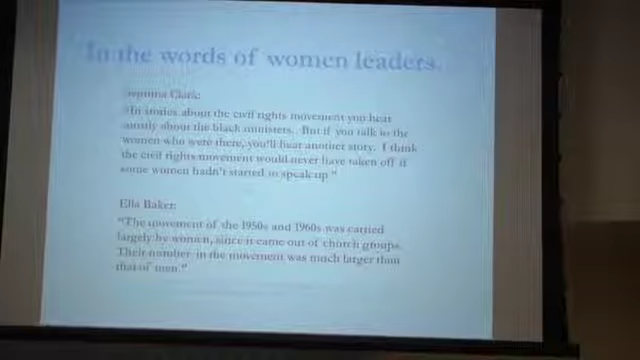 In the words of women leaders.
Septima Clark:
"In stories about the civil rights movement you hear
mostly about the black ministers. But if you talk to the
women who were there, you'll hear another story. I think
the civil rights movement would never have taken off if
some women hadn't started to speak up."
Ella Baker:
"The movement of the 1950s and 1960s was carried
largely by women, since it came out of church groups.
Their number in the movement was much larger than
that of men."